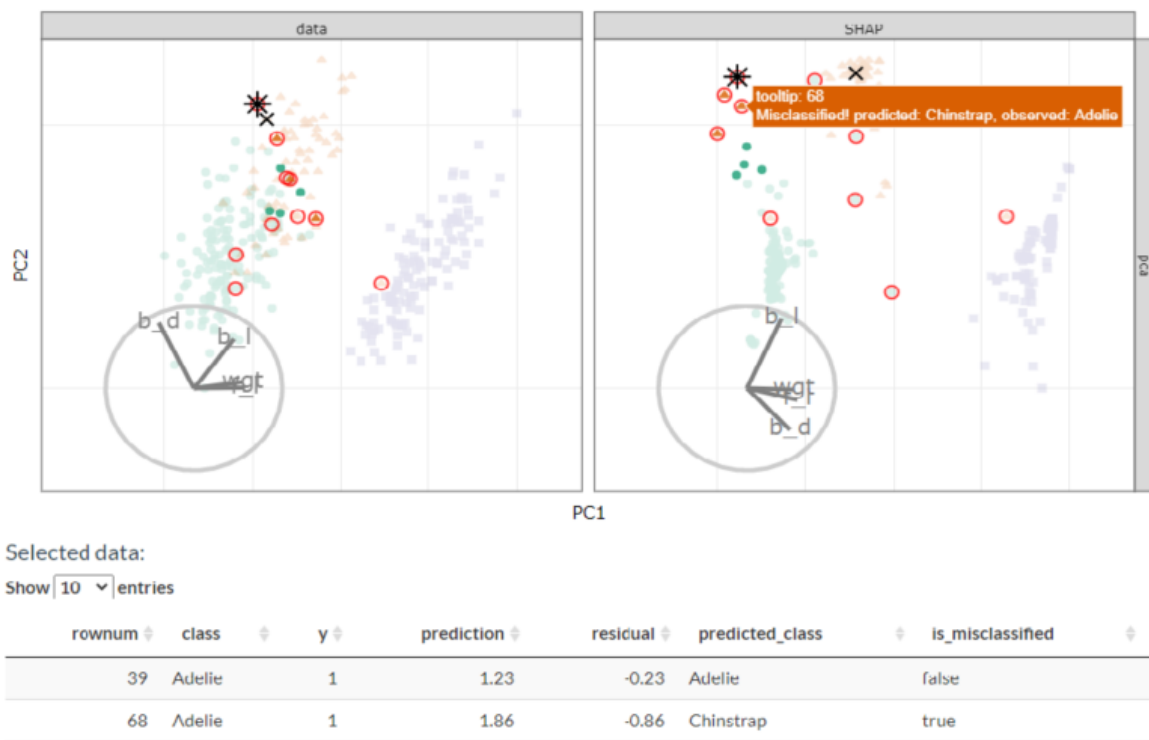 data
SHAP
tooltip: 68
Misclassified! predicted: Chinstrap, observed: Adelie
PC2
pca
b_d
b_l
wgt
b_l
wgt
b_d
PC1
Selected data:
Show 10 entries
rownum class y prediction residual predicted_class is_misclassified
39 Adelie 1 1.23 -0.23 Adelie false
68 Adelie 1 1.86 -0.86 Chinstrap true